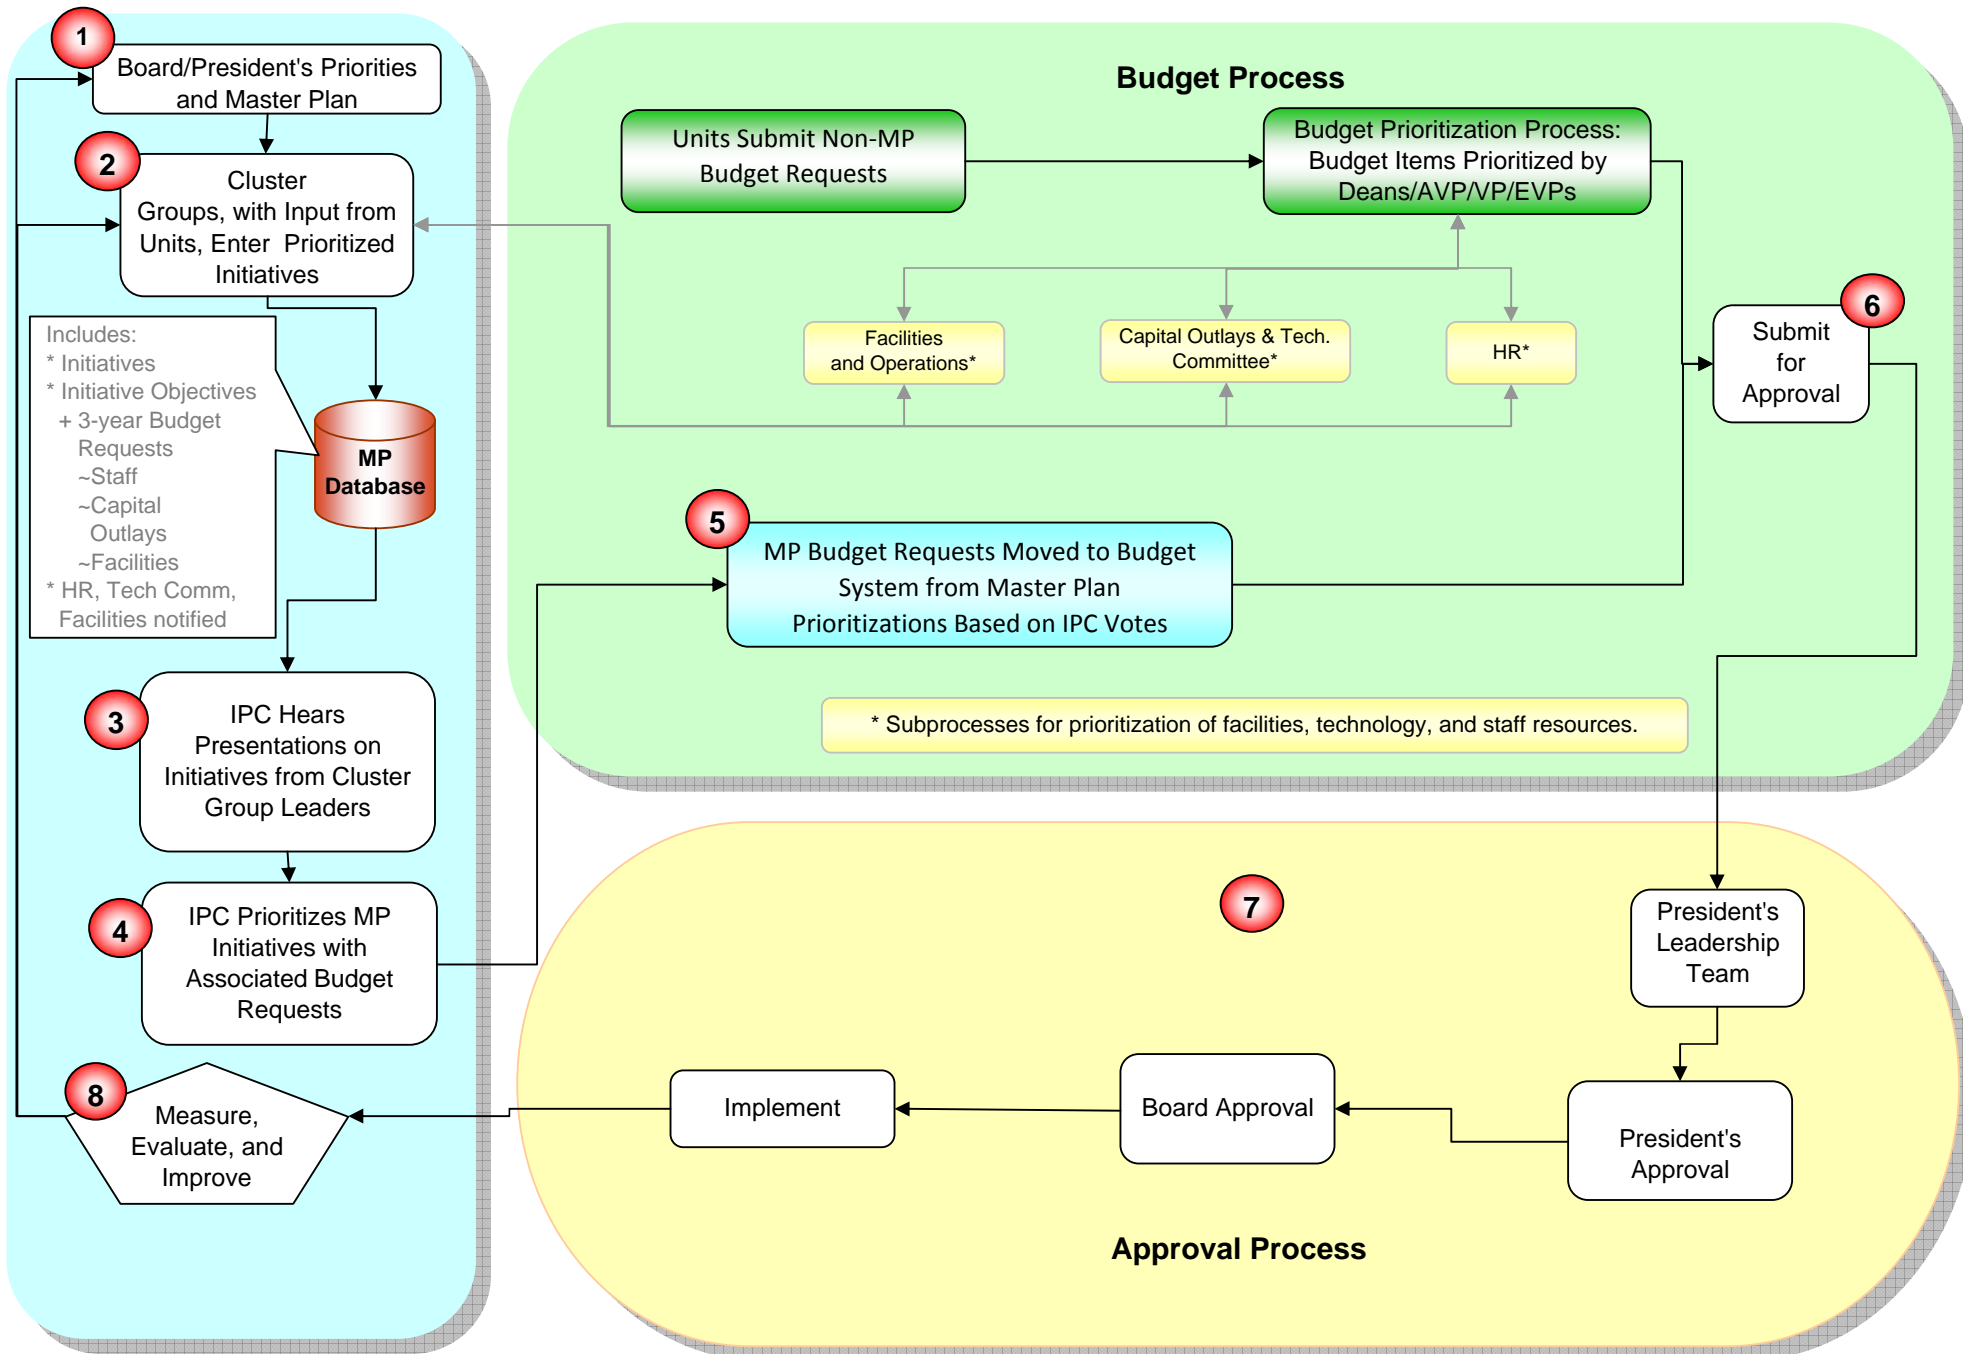 1
Board/President's Priorities
and Master Plan
2
Cluster
Groups, with Input from
Units, Enter Prioritized
Initiatives
Includes:
* Initiatives
* Initiative Objectives
+ 3-year Budget
Requests
~Staff
~Capital
Outlays
~Facilities
* HR, Tech Comm,
Facilities notified
MP
Database
3
IPC Hears
Presentations on
Initiatives from Cluster
Group Leaders
4
IPC Prioritizes MP
Initiatives with
Associated Budget
Requests
8
Measure,
Evaluate, and
Improve
Budget Process
Units Submit Non-MP
Budget Requests
Budget Prioritization Process:
Budget Items Prioritized by
Deans/AVP/VP/EVPs
Facilities
and Operations*
Capital Outlays & Tech.
Committee*
HR*
6
Submit
for
Approval
5
MP Budget Requests Moved to Budget
System from Master Plan
Prioritizations Based on IPC Votes
* Subprocesses for prioritization of facilities, technology, and staff resources.
7
President's
Leadership
Team
President's
Approval
Board Approval
Implement
Approval Process